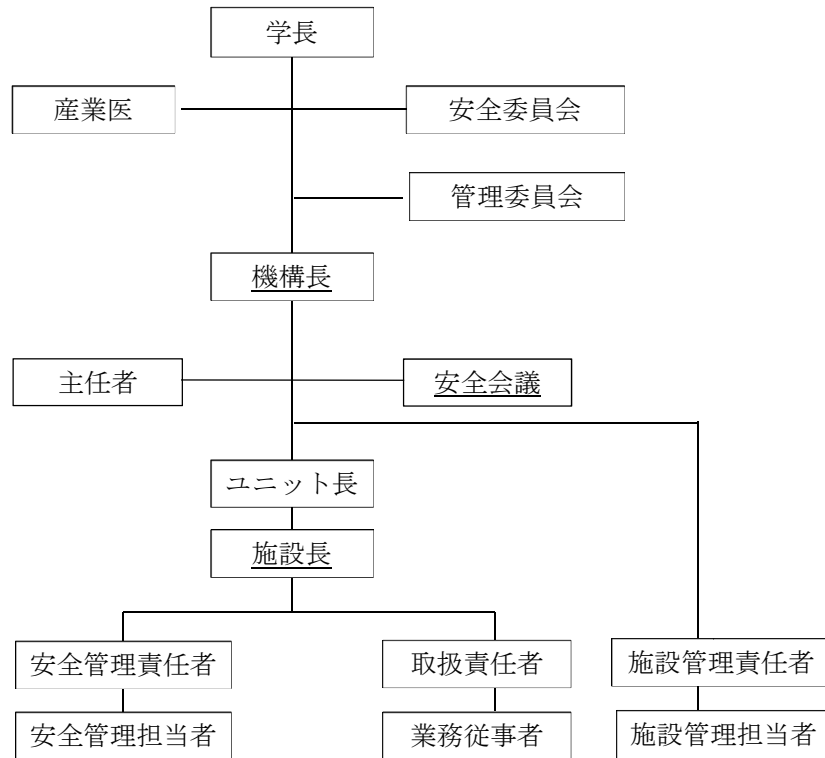 学長
産業医
安全委員会
管理委員会
機構長
主任者
安全会議
ユニット長
施設長
安全管理責任者
取扱責任者
施設管理責任者
安全管理担当者
業務従事者
施設管理担当者